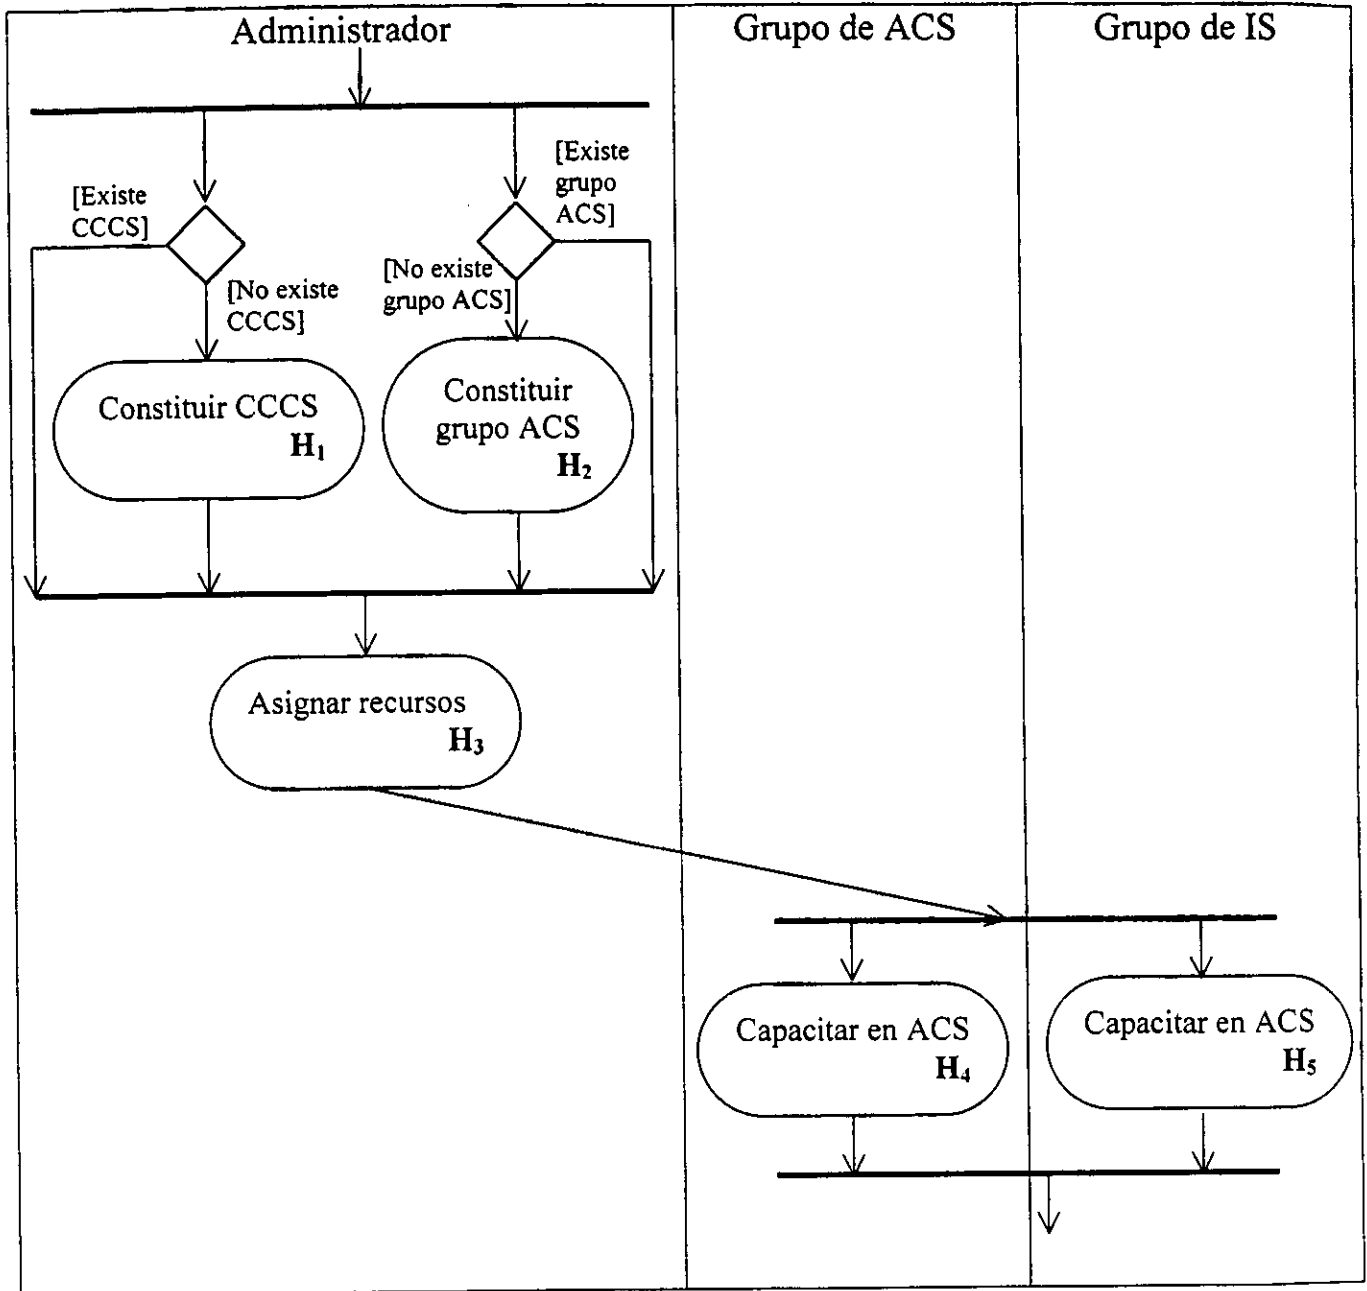 Administrador
Grupo de ACS
Grupo de IS
[Existe
CCCS]
[Existe
grupo
ACS]
[No existe
CCCS]
[No existe
grupo ACS]
Constituir CCCS
H₁
Constituir
grupo ACS
H₂
Asignar recursos
H₃
Capacitar en ACS
H₄
Capacitar en ACS
H₅